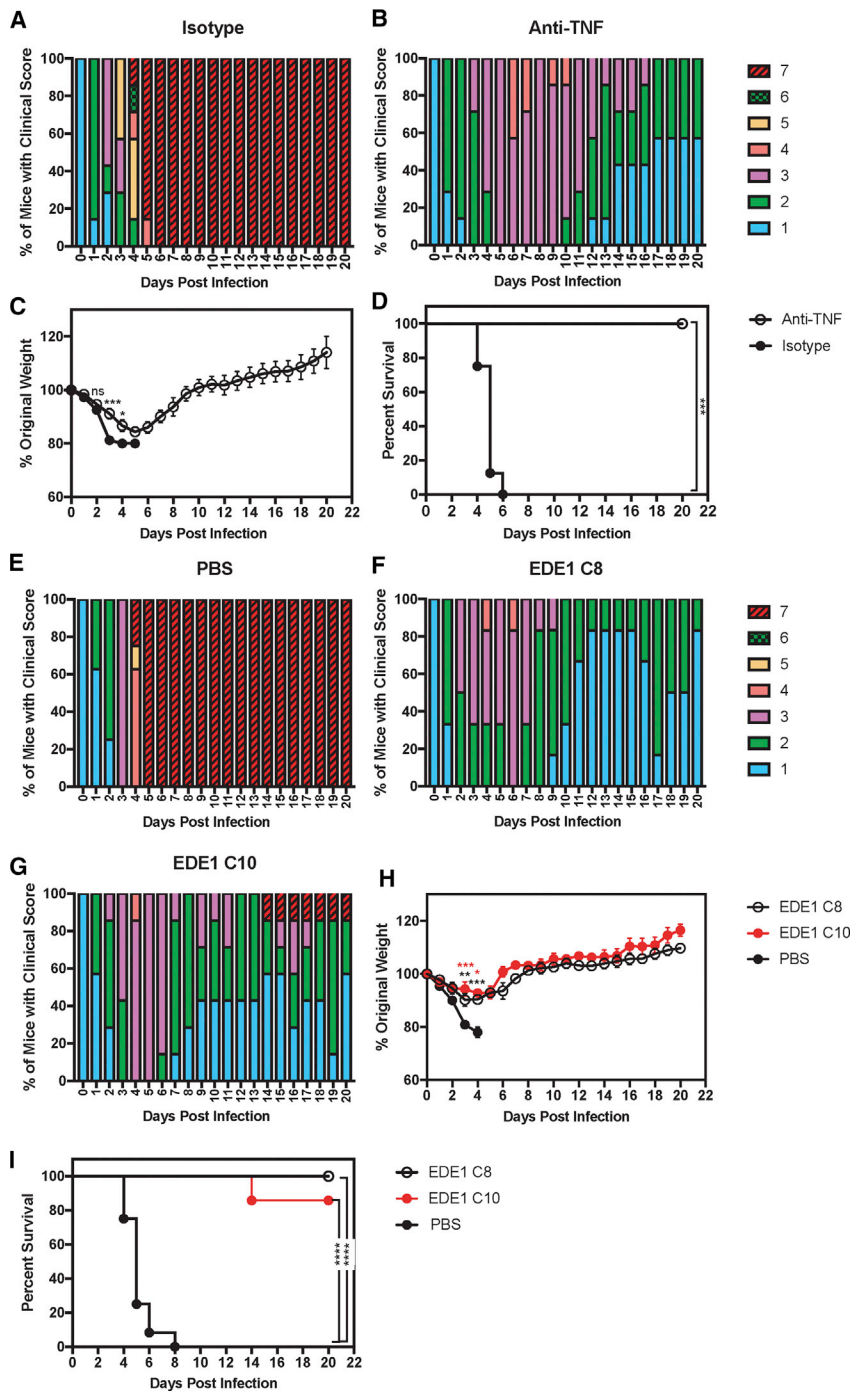 A
Isotype
% of Mice with Clinical Score
100
80
60
40
20
0
0 1 2 3 4 5 6 7 8 9 10 11 12 13 14 15 16 17 18 19 20
Days Post Infection
B
Anti-TNF
% of Mice with Clinical Score
100
80
60
40
20
0
0 1 2 3 4 5 6 7 8 9 10 11 12 13 14 15 16 17 18 19 20
Days Post Infection
7
6
5
4
3
2
1
C
% Original Weight
120
100
80
60
ns
***
*
0 2 4 6 8 10 12 14 16 18 20 22
Days Post Infection
D
Percent Survival
100
80
60
40
20
0
***
0 2 4 6 8 10 12 14 16 18 20 22
Days Post Infection
Anti-TNF
Isotype
E
PBS
% of Mice with Clinical Score
100
80
60
40
20
0
0 1 2 3 4 5 6 7 8 9 10 11 12 13 14 15 16 17 18 19 20
Days Post Infection
F
EDE1 C8
% of Mice with Clinical Score
100
80
60
40
20
0
0 1 2 3 4 5 6 7 8 9 10 11 12 13 14 15 16 17 18 19 20
Days Post Infection
7
6
5
4
3
2
1
G
EDE1 C10
% of Mice with Clinical Score
100
80
60
40
20
0
0 1 2 3 4 5 6 7 8 9 10 11 12 13 14 15 16 17 18 19 20
Days Post Infection
H
% Original Weight
120
100
80
60
*** *
** ***
0 2 4 6 8 10 12 14 16 18 20 22
Days Post Infection
EDE1 C8
EDE1 C10
PBS
I
Percent Survival
100
80
60
40
20
0
****
****
0 2 4 6 8 10 12 14 16 18 20 22
Days Post Infection
EDE1 C8
EDE1 C10
PBS